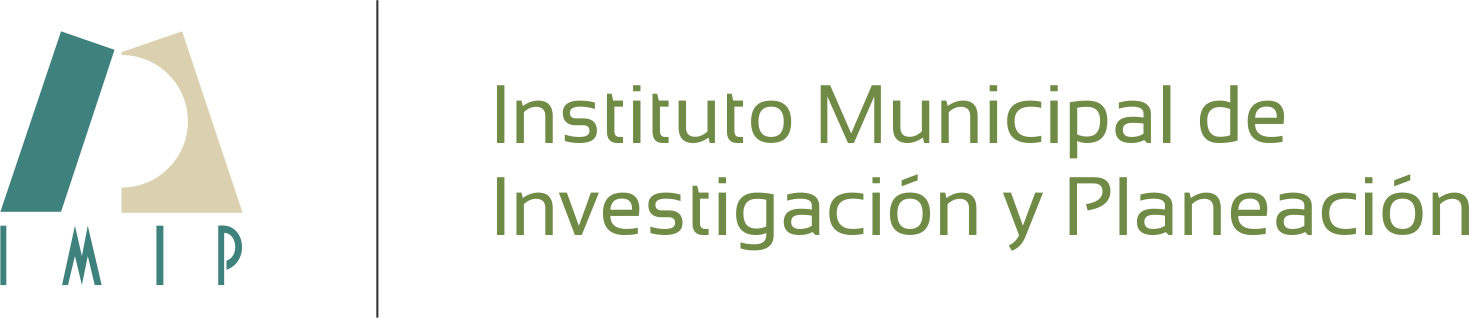 IMIP
Instituto Municipal de
Investigación y Planeación